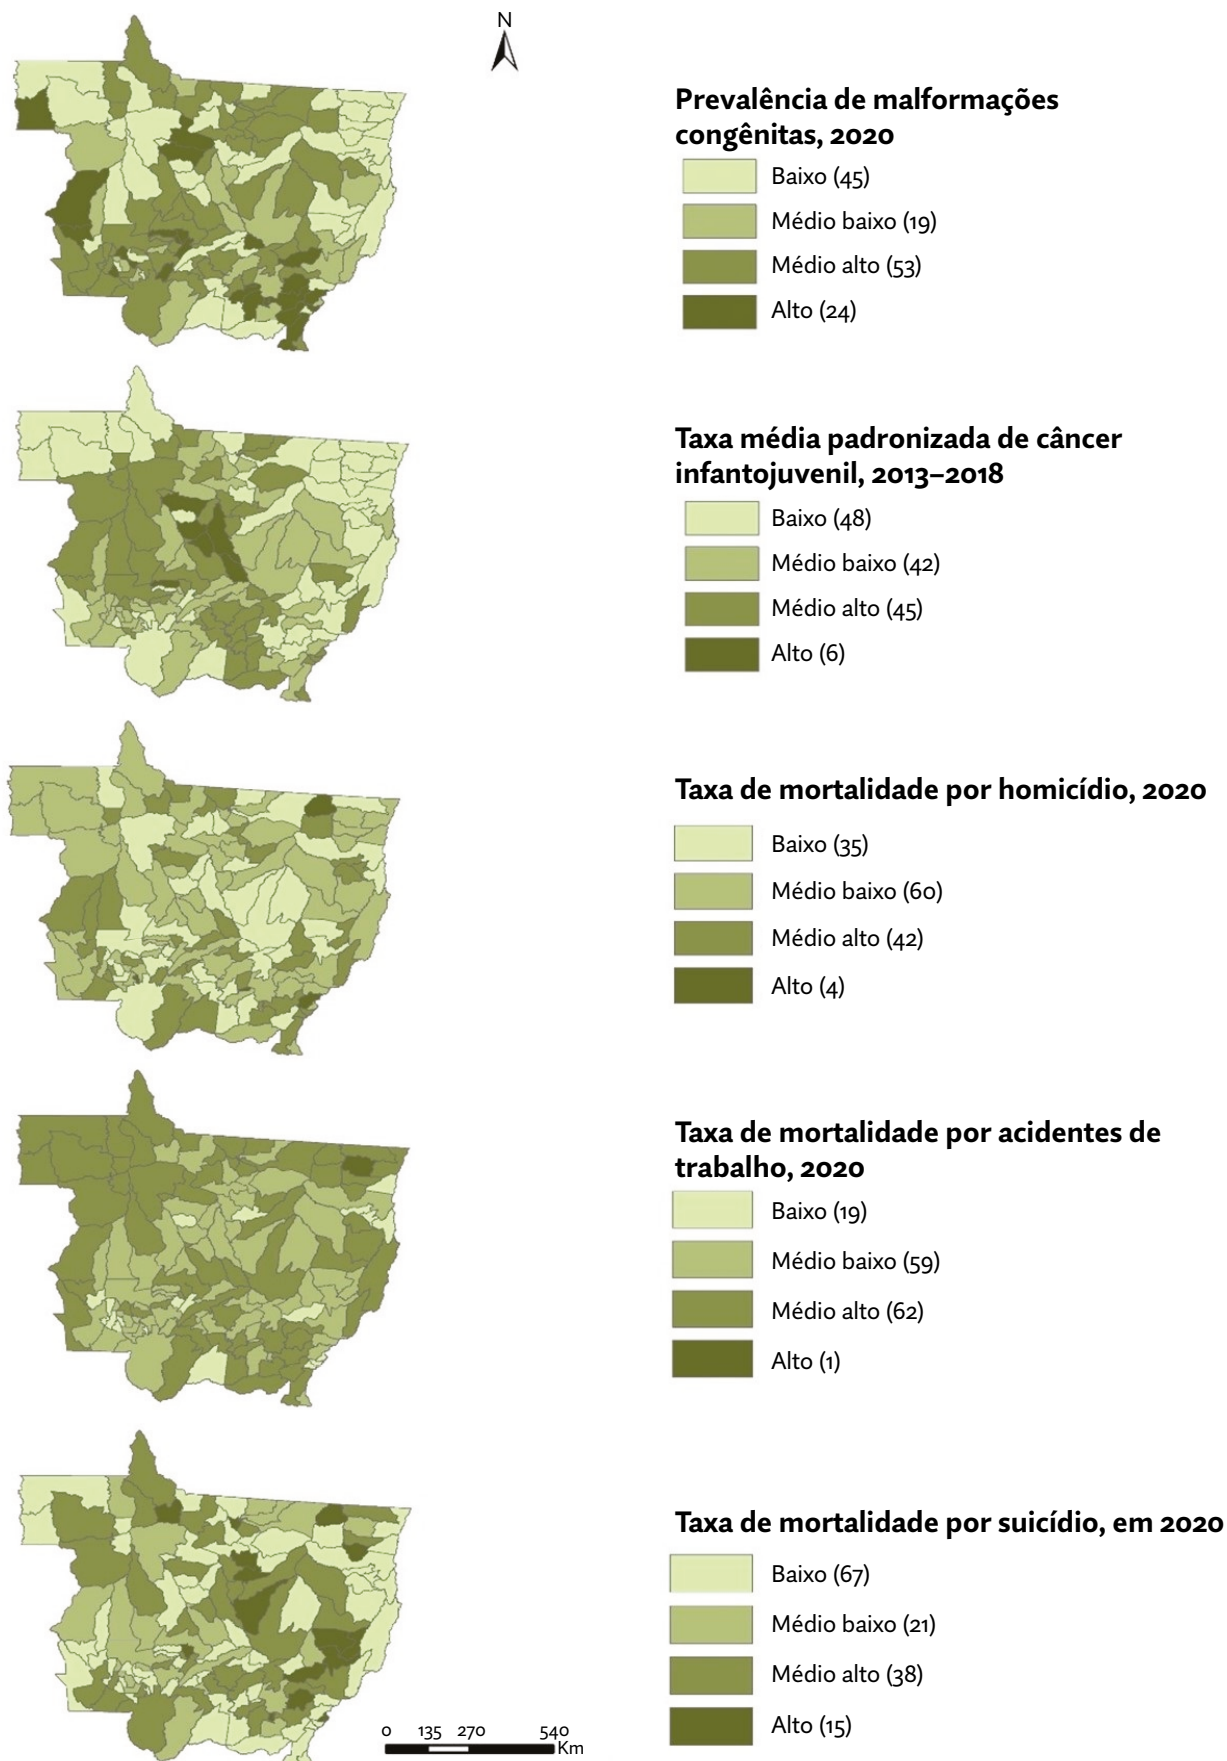 N
Prevalência de malformações
congênitas, 2020
Baixo (45)
Médio baixo (19)
Médio alto (53)
Alto (24)
Taxa média padronizada de câncer
infantojuvenil, 2013–2018
Baixo (48)
Médio baixo (42)
Médio alto (45)
Alto (6)
Taxa de mortalidade por homicídio, 2020
Baixo (35)
Médio baixo (60)
Médio alto (42)
Alto (4)
Taxa de mortalidade por acidentes de
trabalho, 2020
Baixo (19)
Médio baixo (59)
Médio alto (62)
Alto (1)
Taxa de mortalidade por suicídio, em 2020
Baixo (67)
Médio baixo (21)
Médio alto (38)
Alto (15)
0 135 270 540
Km